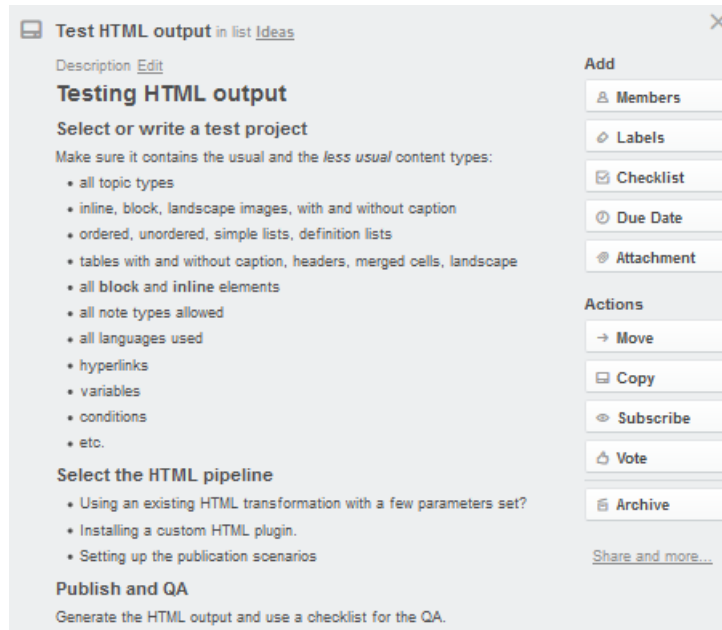 Test HTML output in list Ideas
Description Edit
Testing HTML output
Select or write a test project
Make sure it contains the usual and the less usual content types:
• all topic types
• inline, block, landscape images, with and without caption
• ordered, unordered, simple lists, definition lists
• tables with and without caption, headers, merged cells, landscape
• all block and inline elements
• all note types allowed
• all languages used
• hyperlinks
• variables
• conditions
• etc.
Select the HTML pipeline
• Using an existing HTML transformation with a few parameters set?
• Installing a custom HTML plugin.
• Setting up the publication scenarios
Publish and QA
Generate the HTML output and use a checklist for the QA.
Add
Members
Labels
Checklist
Due Date
Attachment
Actions
Move
Copy
Subscribe
Vote
Archive
Share and more...